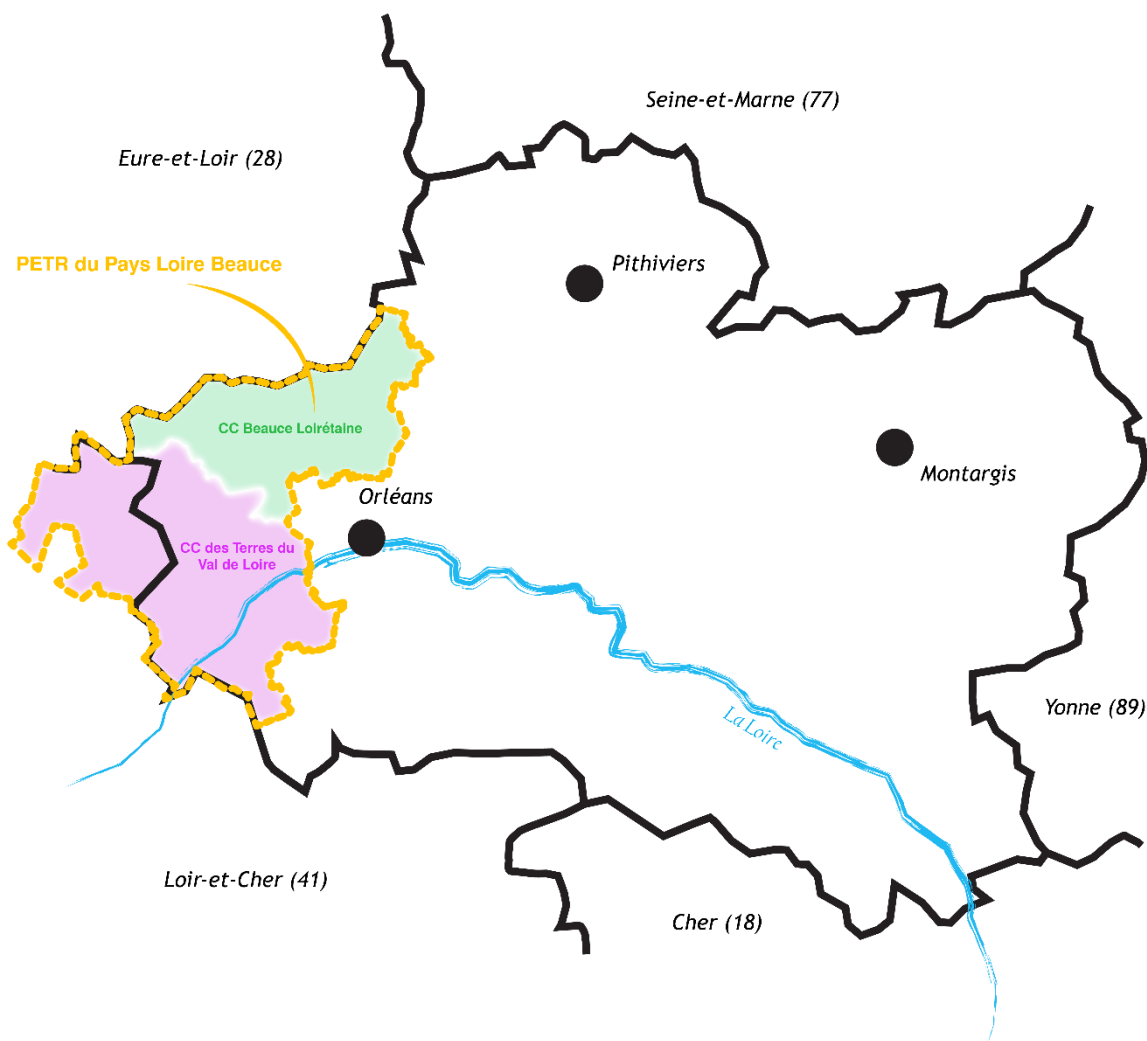 Seine-et-Marne (77)
Eure-et-Loir (28)
PETR du Pays Loire Beauce
Pithiviers
CC Beauce Loirétaine
Montargis
Orléans
CC des Terres du
Val de Loire
Yonne (89)
La Loire
Loir-et-Cher (41)
Cher (18)